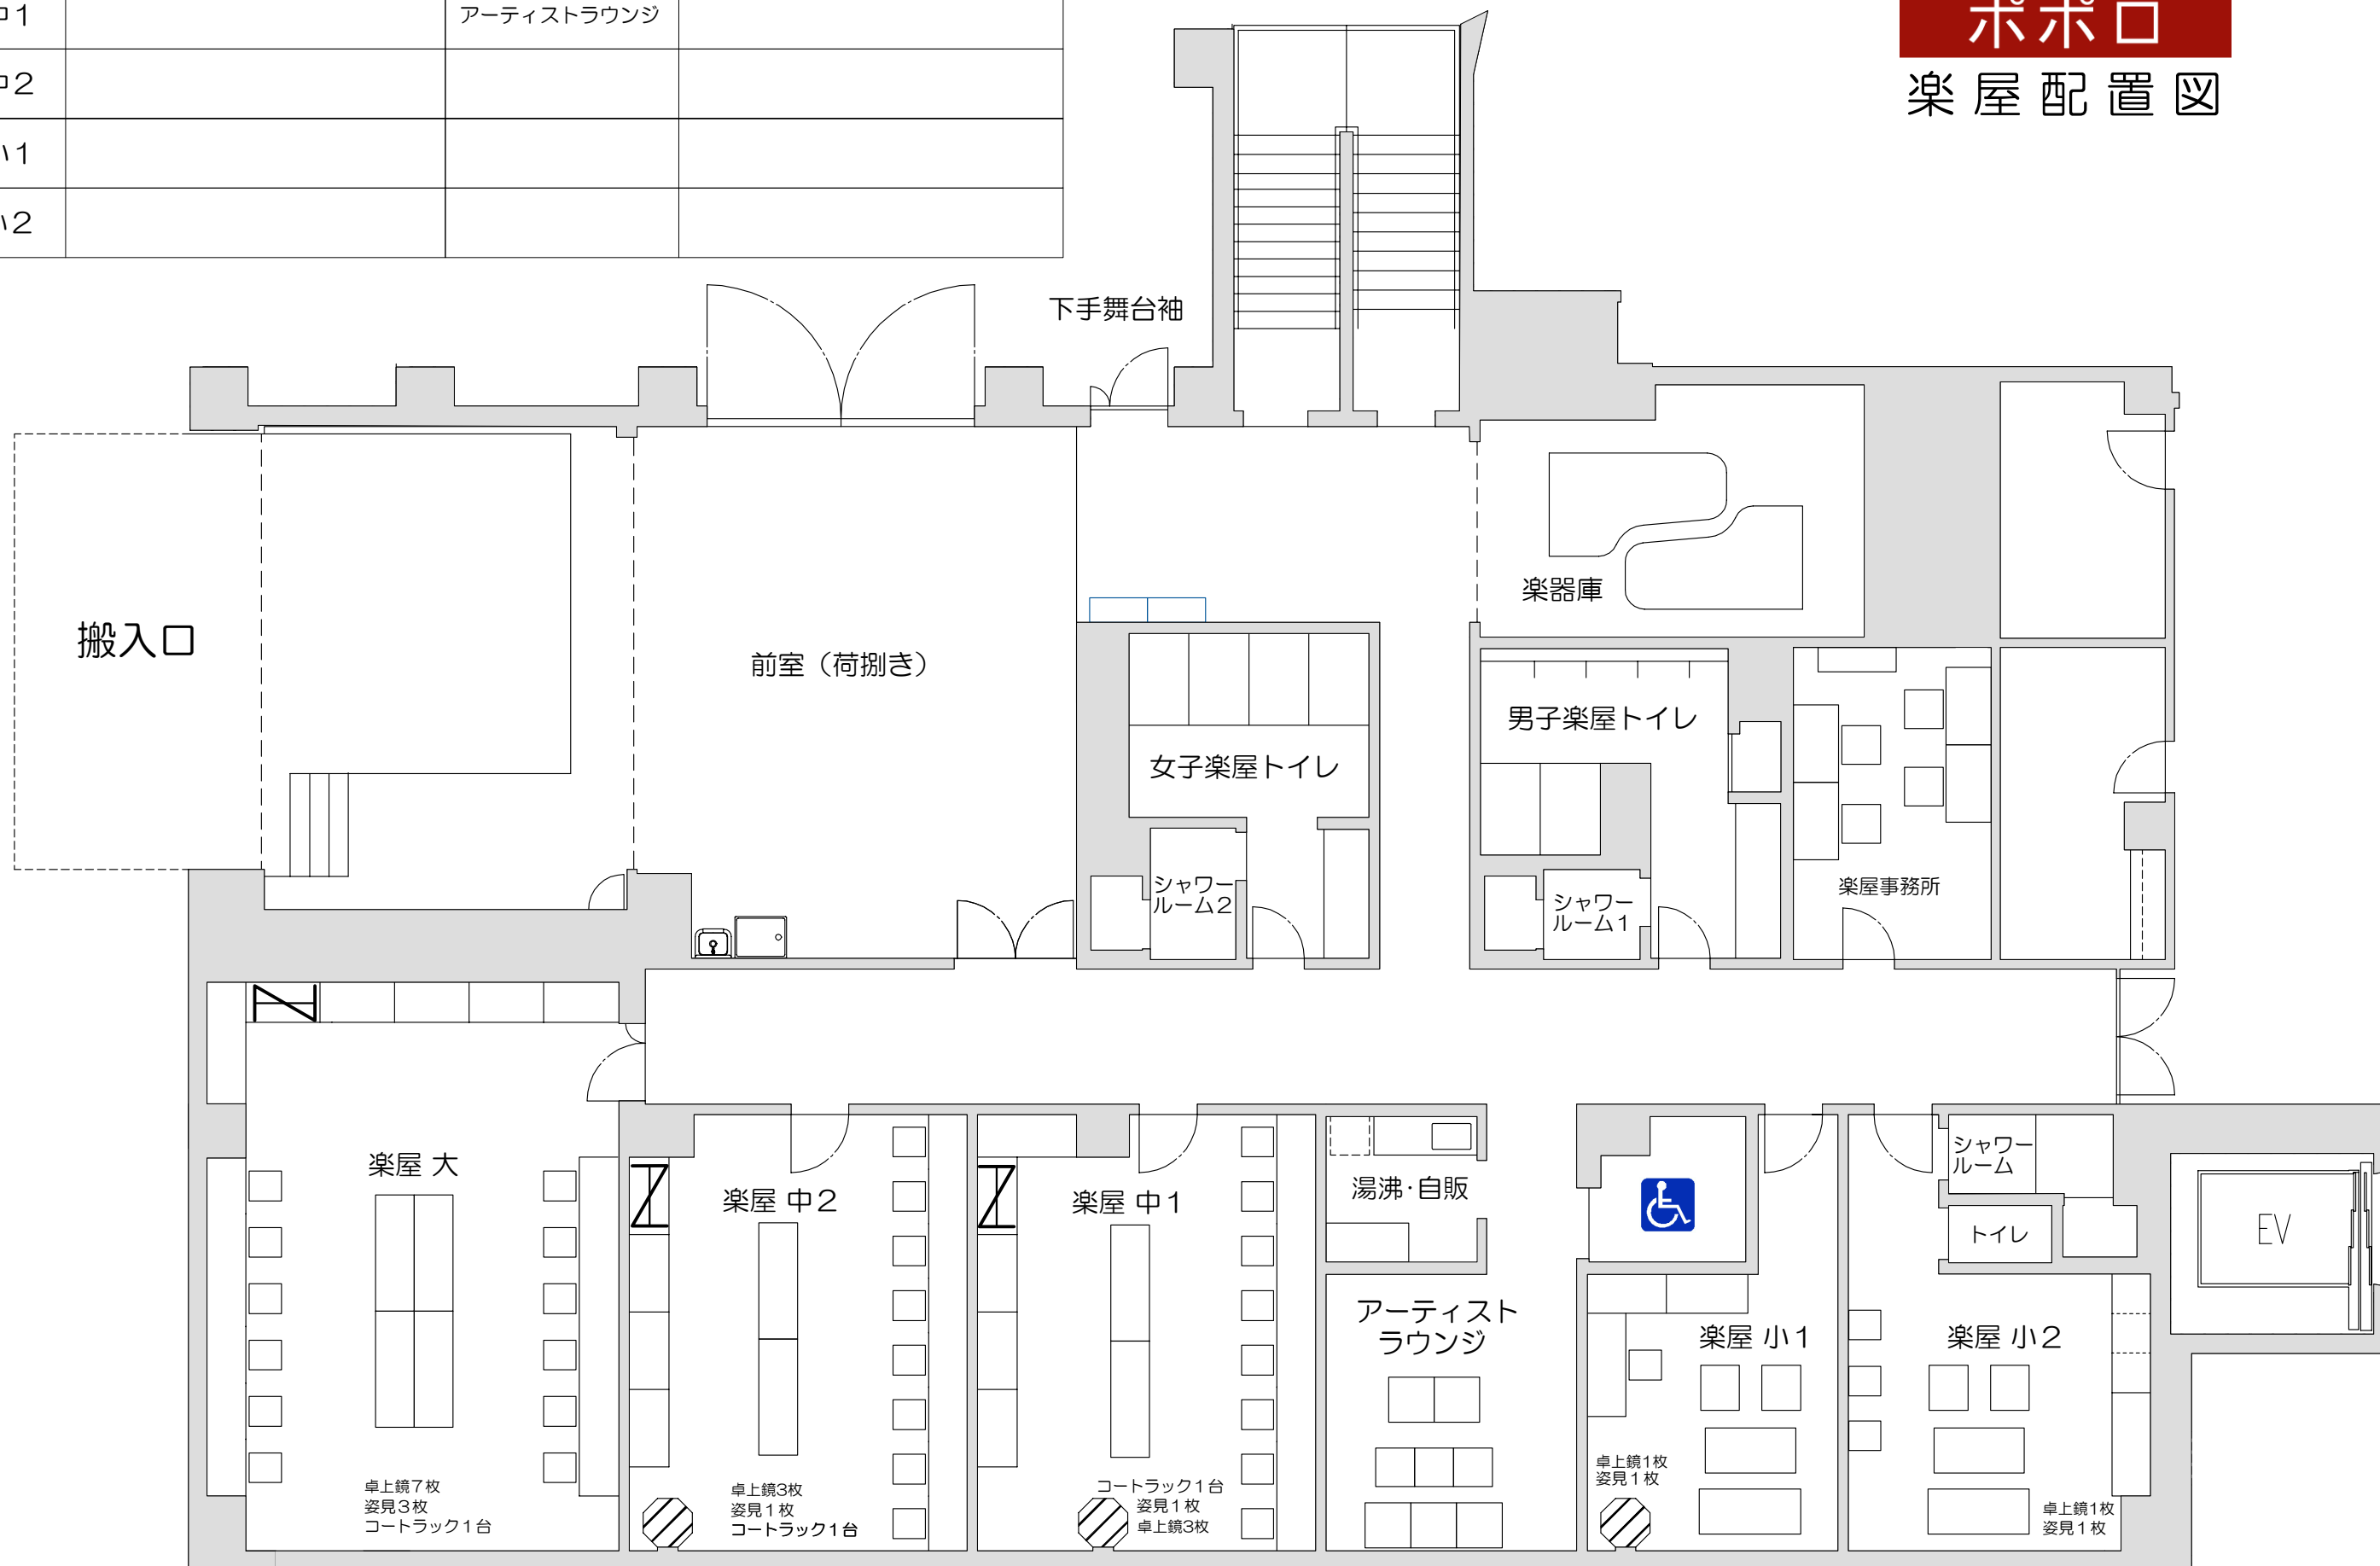 中1
アーティストラウンジ
中2
小1
小2
ポポロ
楽屋配置図
下手舞台袖
搬入口
前室（荷捌き）
楽器庫
女子楽屋トイレ
男子楽屋トイレ
シャワー
ルーム2
シャワー
ルーム1
楽屋事務所
楽屋 大
楽屋 中2
楽屋 中1
湯沸・自販
シャワー
ルーム
トイレ
EV
アーティスト
ラウンジ
楽屋 小1
楽屋 小2
卓上鏡7枚
姿見3枚
コートラック1台
卓上鏡3枚
姿見1枚
コートラック1台
コートラック1台
姿見1枚
卓上鏡3枚
卓上鏡1枚
姿見1枚
卓上鏡1枚
姿見1枚